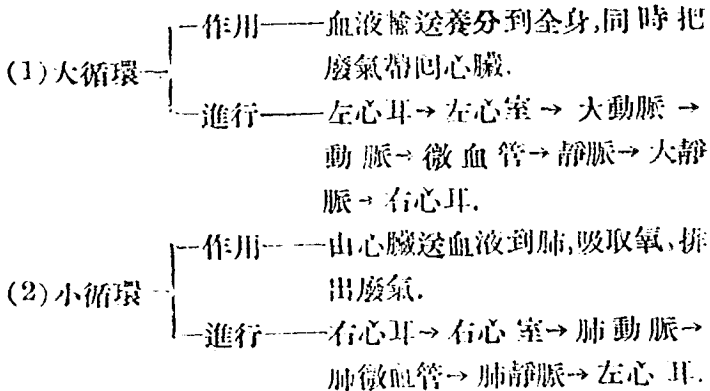 作用——血液輸送養分到全身,同時把
(1)大循環
廢氣帶回心臟.
進行——左心耳→左心室→大動脈→
動脈→微血管→靜脈→大靜
脈→右心耳.
作用——由心臟送血液到肺,吸取氧、排
(2)小循環
出廢氣.
進行——右心耳→右心室→肺動脈→
肺微血管→肺靜脈→左心耳.